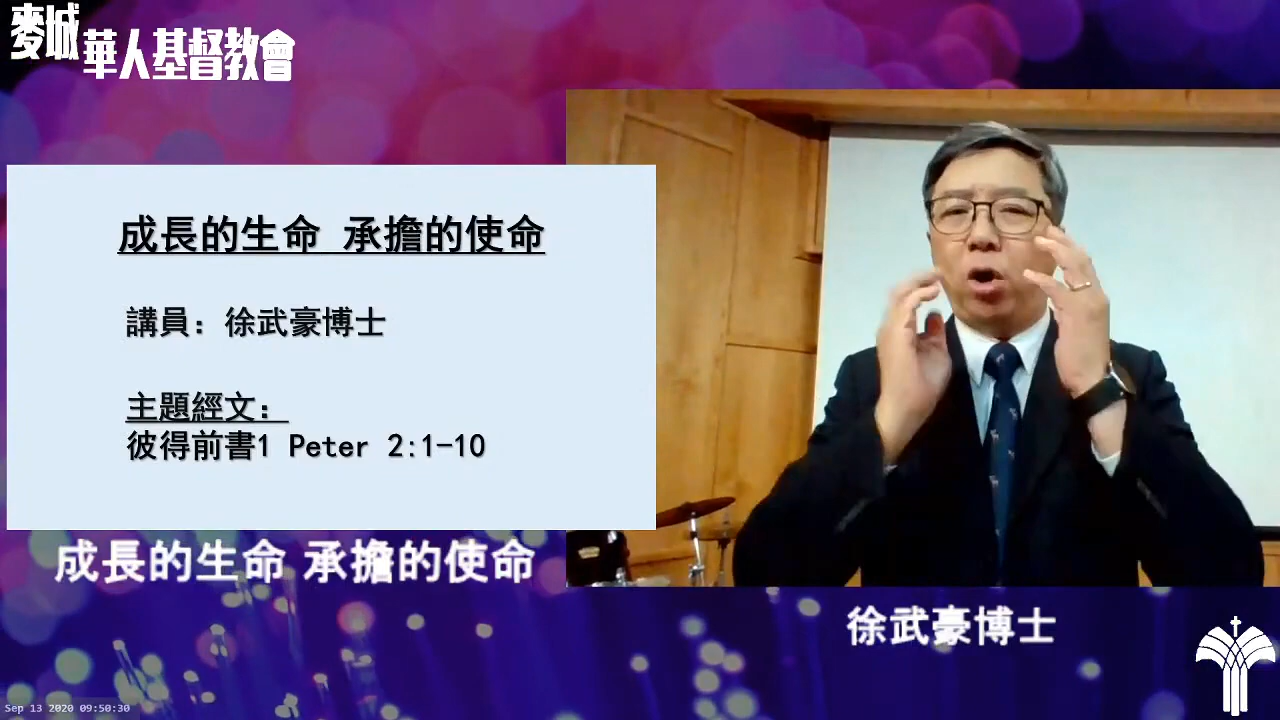 麥城
華人基督教會
成長的生命 承擔的使命
講員：徐武豪博士
主題經文：
彼得前書1 Peter 2:1-10
成長的生命 承擔的使命
徐武豪博士
Sep 13 2020 09:50:30